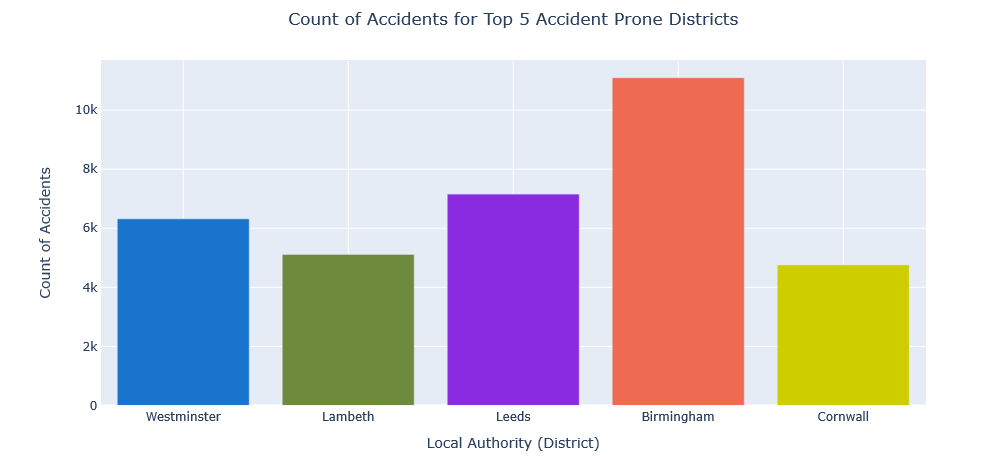 Count of Accidents for Top 5 Accident Prone Districts
Count of Accidents
10k
8k
6k
4k
2k
0
Westminster Lambeth Leeds Birmingham Cornwall
Local Authority (District)